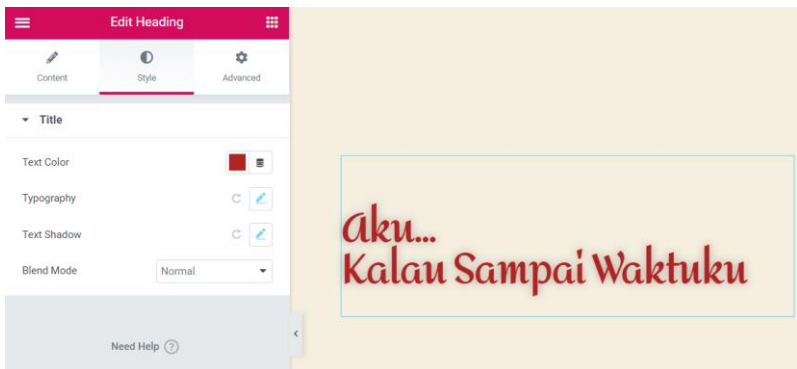 Edit Heading
Content Style Advanced
Title
Text Color
Typography
Text Shadow
Blend Mode Normal
Need Help ?
Aku...
Kalau Sampai Waktuku